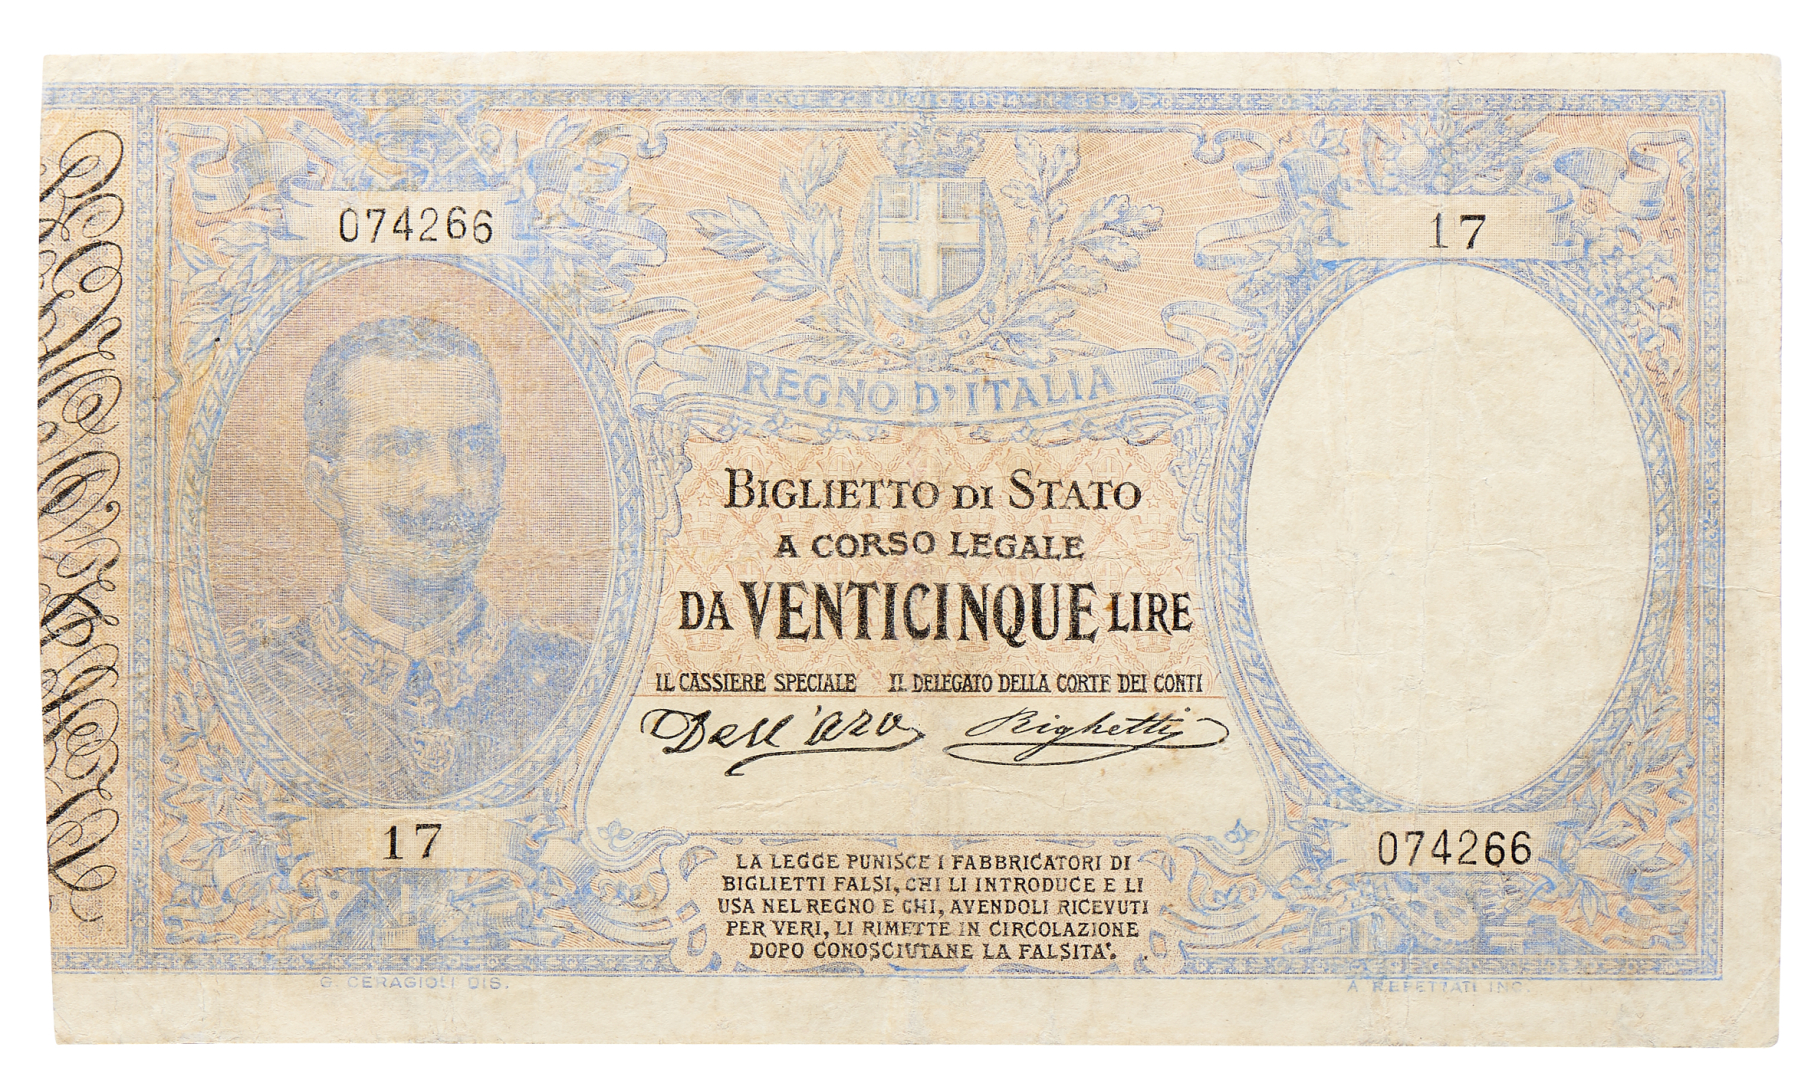 074266
17
REGNO D'ITALIA
BIGLIETTO DI STATO
A CORSO LEGALE
DA VENTICINQUE LIRE
IL CASSIERE SPECIALE IL DELEGATO DELLA CORTE DEI CONTI
Dell'Ara Righetti
17
074266
LA LEGGE PUNISCE I FABBRICATORI DI
BIGLIETTI FALSI, CHI LI INTRODUCE E LI
USA NEL REGNO E CHI, AVENDOLI RICEVUTI
PER VERI, LI RIMETTE IN CIRCOLAZIONE
DOPO CONOSCIUTANE LA FALSITA'.
G. CERAGIOLI DIS.
A. REPETTATI INC.